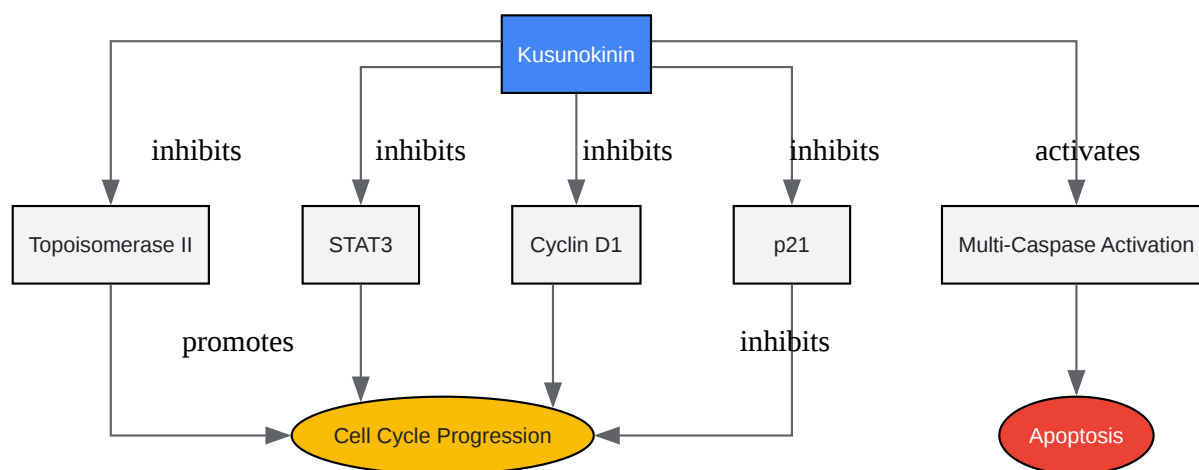 Kusunokinin
inhibits
inhibits
inhibits
inhibits
activates
Topoisomerase II
STAT3
Cyclin D1
p21
Multi-Caspase Activation
promotes
inhibits
Cell Cycle Progression
Apoptosis